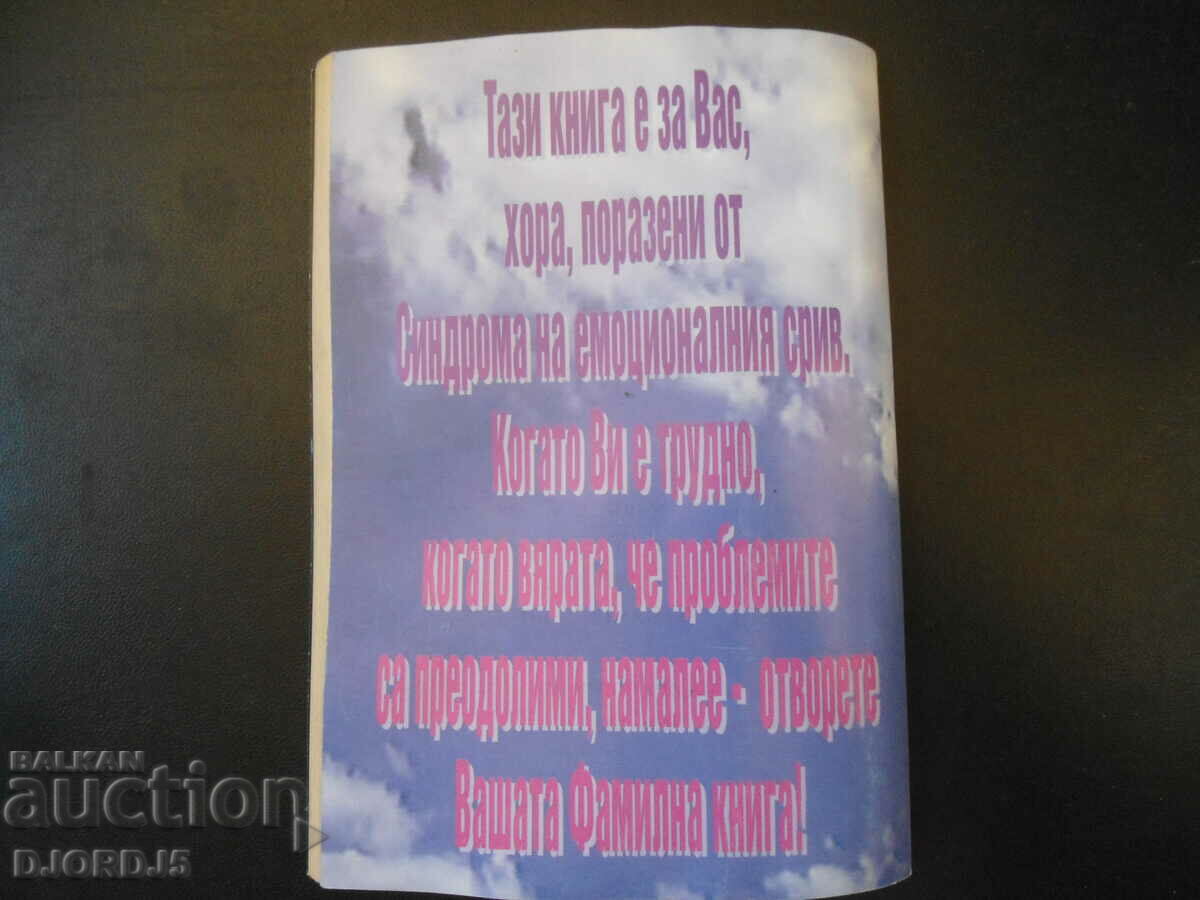 Тази книга е за Вас,
хора, поразени от
Синдрома на емоционалния срив.
Когато Ви е трудно,
когато вярата, че проблемите
са преодолими, намалее - отворете
Вашата Фамилна книга!
BALKAN
auction
DJORD_J5